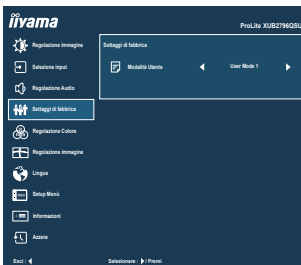 iiyama
ProLite XUB2796QSU
Regolazione immagine
Selezione input
Regolazione Audio
Settaggi di fabbrica
Regolazione Colore
Regolazione Immagine
Lingua
Setup Menù
Informazioni
Azzera
Settaggi di fabbrica
Modalità Utente
User Mode 1
Esci :
Selezionare : / Premi